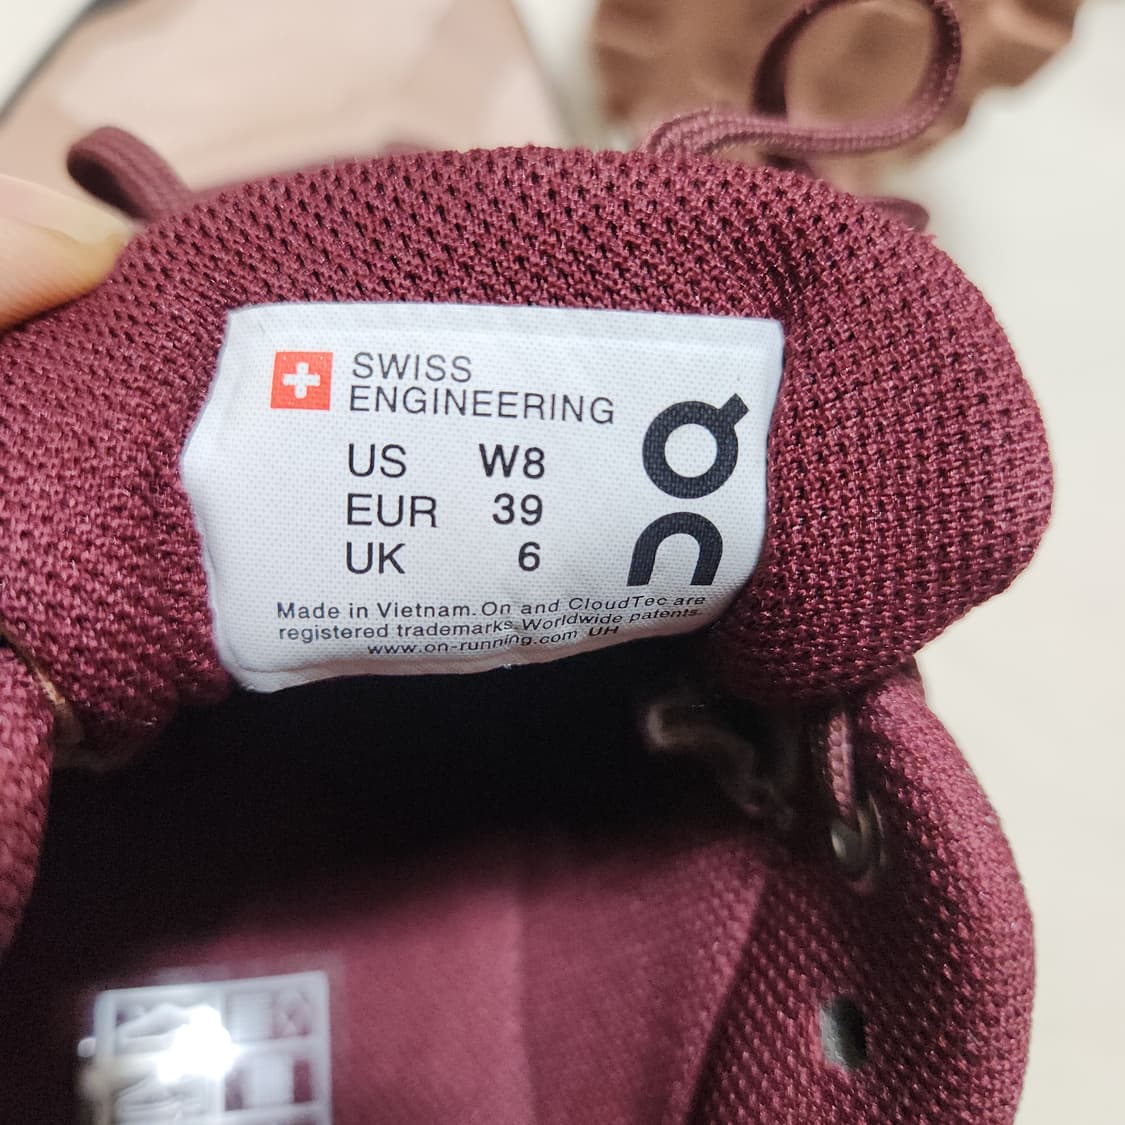 SWISS
ENGINEERING
US W8
EUR 39
UK 6
Made in Vietnam. On and CloudTec are
registered trademarks. Worldwide patents.
www.on-running.com UH
On